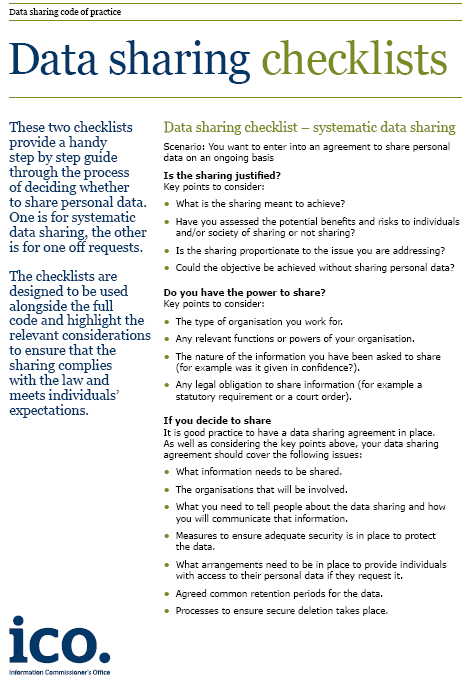 Data sharing code of practice
Data sharing checklists
These two checklists
provide a handy
step by step guide
through the process
of deciding whether
to share personal data.
One is for systematic
data sharing, the other
is for one off requests.
The checklists are
designed to be used
alongside the full
code and highlight the
relevant considerations
to ensure that the
sharing complies
with the law and
meets individuals’
expectations.
Data sharing checklist – systematic data sharing
Scenario: You want to enter into an agreement to share personal
data on an ongoing basis
Is the sharing justified?
Key points to consider:
• What is the sharing meant to achieve?
• Have you assessed the potential benefits and risks to individuals
and/or society of sharing or not sharing?
• Is the sharing proportionate to the issue you are addressing?
• Could the objective be achieved without sharing personal data?
Do you have the power to share?
Key points to consider:
• The type of organisation you work for.
• Any relevant functions or powers of your organisation.
• The nature of the information you have been asked to share
(for example was it given in confidence?).
• Any legal obligation to share information (for example a
statutory requirement or a court order).
If you decide to share
It is good practice to have a data sharing agreement in place.
As well as considering the key points above, your data sharing
agreement should cover the following issues:
• What information needs to be shared.
• The organisations that will be involved.
• What you need to tell people about the data sharing and how
you will communicate that information.
• Measures to ensure adequate security is in place to protect
the data.
• What arrangements need to be in place to provide individuals
with access to their personal data if they request it.
• Agreed common retention periods for the data.
• Processes to ensure secure deletion takes place.
ico.
Information Commissioner's Office